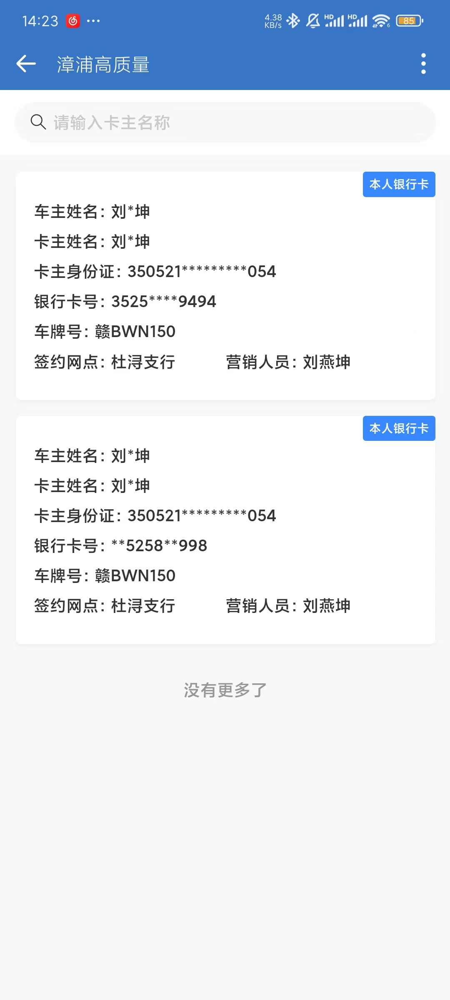 14:23 ··· 4.38 KB/s HD HD 6 85
漳浦高质量
请输入卡主名称
本人银行卡
车主姓名: 刘*坤
卡主姓名: 刘*坤
卡主身份证: 350521*********054
银行卡号: 3525****9494
车牌号: 赣BWN150
签约网点: 杜浔支行 营销人员: 刘燕坤
本人银行卡
车主姓名: 刘*坤
卡主姓名: 刘*坤
卡主身份证: 350521*********054
银行卡号: **5258**998
车牌号: 赣BWN150
签约网点: 杜浔支行 营销人员: 刘燕坤
没有更多了